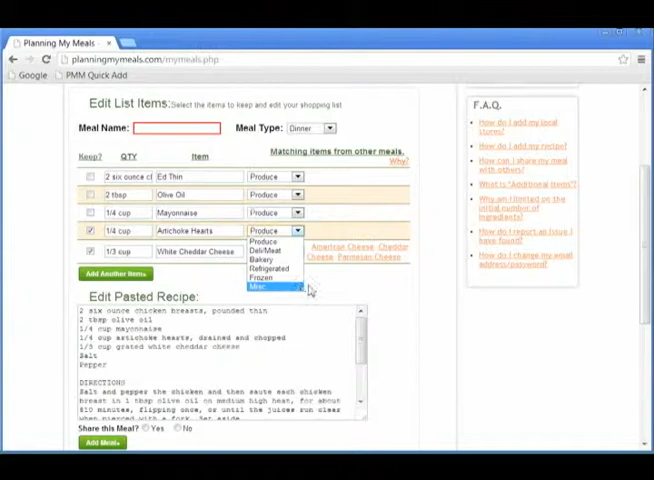 Planning My Meals
planningmymeals.com/mymeals.php
Google PMM Quick Add
Edit List Items: Select the items to keep and edit your shopping list
Meal Name: Meal Type: Dinner
Matching items from other meals.
Keep? QTY Item Why?
2 six ounce cl Ed Thin Produce
2 tbsp Olive Oil Produce
1/4 cup Mayonnaise Produce
1/4 cup Artichoke Hearts Produce
1/3 cup White Cheddar Cheese American Cheese Cheddar
Cheese Parmesan Cheese
Produce
Deli/Meat
Bakery
Refrigerated
Frozen
Misc
Add Another Item
Edit Pasted Recipe:
2 six ounce chicken breasts, pounded thin
2 tbsp olive oil
1/4 cup mayonnaise
1/4 cup artichoke hearts, drained and chopped
1/3 cup grated white cheddar cheese
Salt
Pepper
DIRECTIONS
Salt and pepper the chicken and then saute each chicken
breast in 1 tbsp olive oil on medium high heat, for about
810 minutes, flipping once, or until the juices run clear
when pierced with a fork. Set aside
Share this Meal? Yes No
Add Meal
F.A.Q.
How do I add my local
stores?
How do I add my recipe?
How can I share my meal
with others?
What is "Additional Items"?
Why am I limited on the
initial number of
ingredients?
How do I report an issue I
have found?
How do I change my email
address/password?